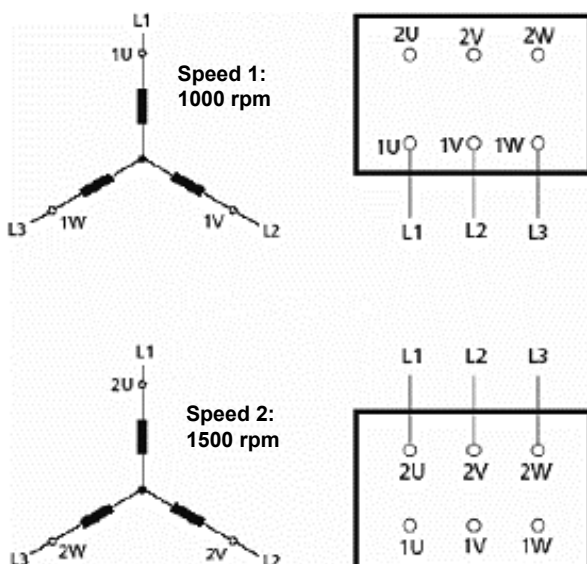 L1
1U
Speed 1:
1000 rpm
L3
1W
1V
L2
2U 2V 2W
1U 1V 1W
L1 L2 L3
L1
2U
Speed 2:
1500 rpm
L3
2W
2V
L2
L1 L2 L3
2U 2V 2W
1U 1V 1W